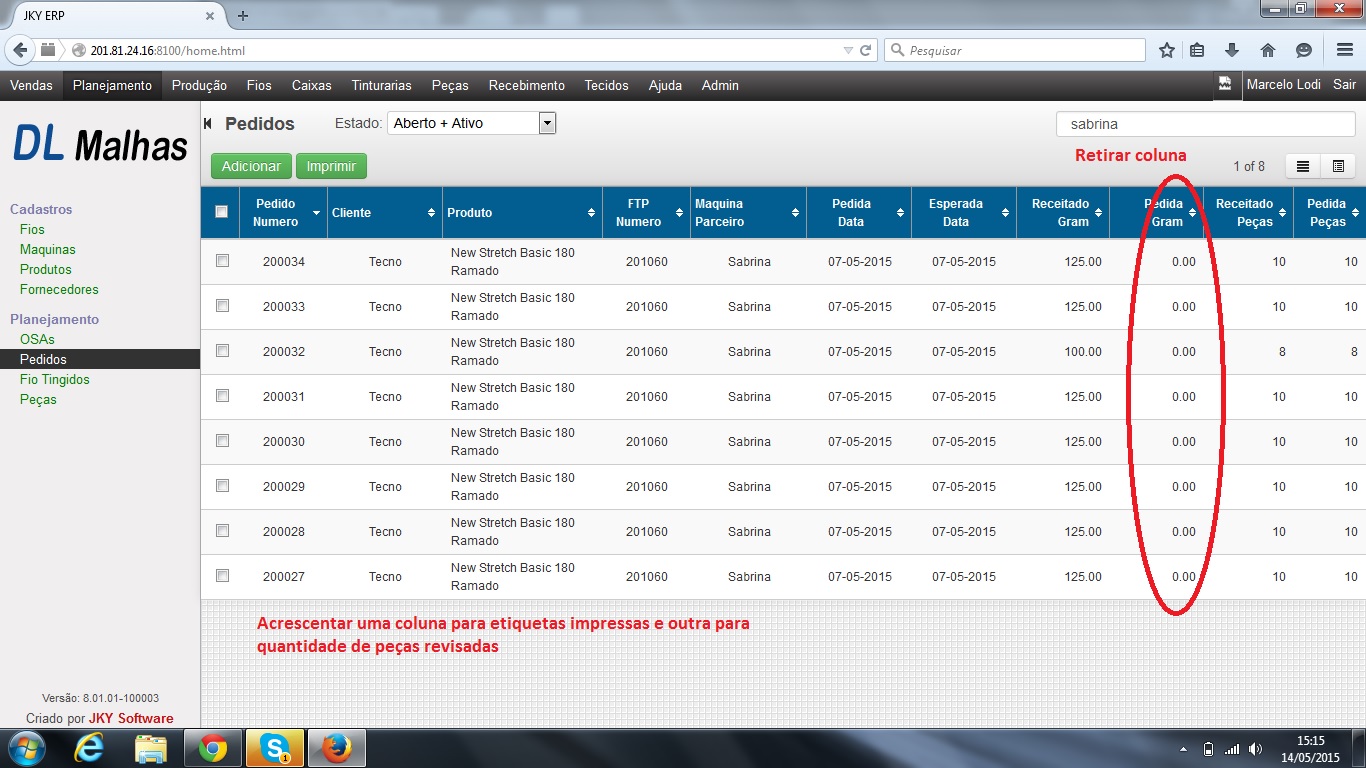 JKY ERP
201.81.24.16:8100/home.html
Pesquisar
Vendas Planejamento Produção Fios Caixas Tinturarias Peças Recebimento Tecidos Ajuda Admin Marcelo Lodi Sair
DL Malhas
Cadastros
Fios
Maquinas
Produtos
Fornecedores
Planejamento
OSAs
Pedidos
Fio Tingidos
Peças
Versão: 8.01.01-100003
Criado por JKY Software
Pedidos Estado: Aberto + Ativo sabrina
Retirar coluna
Adicionar Imprimir 1 of 8
Pedido Numero Cliente Produto FTP Numero Maquina Parceiro Pedida Data Esperada Data Receitado Gram Pedida Gram Receitado Peças Pedida Peças
200034 Tecno New Stretch Basic 180 Ramado 201060 Sabrina 07-05-2015 07-05-2015 125.00 0.00 10 10
200033 Tecno New Stretch Basic 180 Ramado 201060 Sabrina 07-05-2015 07-05-2015 125.00 0.00 10 10
200032 Tecno New Stretch Basic 180 Ramado 201060 Sabrina 07-05-2015 07-05-2015 100.00 0.00 8 8
200031 Tecno New Stretch Basic 180 Ramado 201060 Sabrina 07-05-2015 07-05-2015 125.00 0.00 10 10
200030 Tecno New Stretch Basic 180 Ramado 201060 Sabrina 07-05-2015 07-05-2015 125.00 0.00 10 10
200029 Tecno New Stretch Basic 180 Ramado 201060 Sabrina 07-05-2015 07-05-2015 125.00 0.00 10 10
200028 Tecno New Stretch Basic 180 Ramado 201060 Sabrina 07-05-2015 07-05-2015 125.00 0.00 10 10
200027 Tecno New Stretch Basic 180 Ramado 201060 Sabrina 07-05-2015 07-05-2015 125.00 0.00 10 10
Acrescentar uma coluna para etiquetas impressas e outra para
quantidade de peças revisadas
1
15:15
14/05/2015